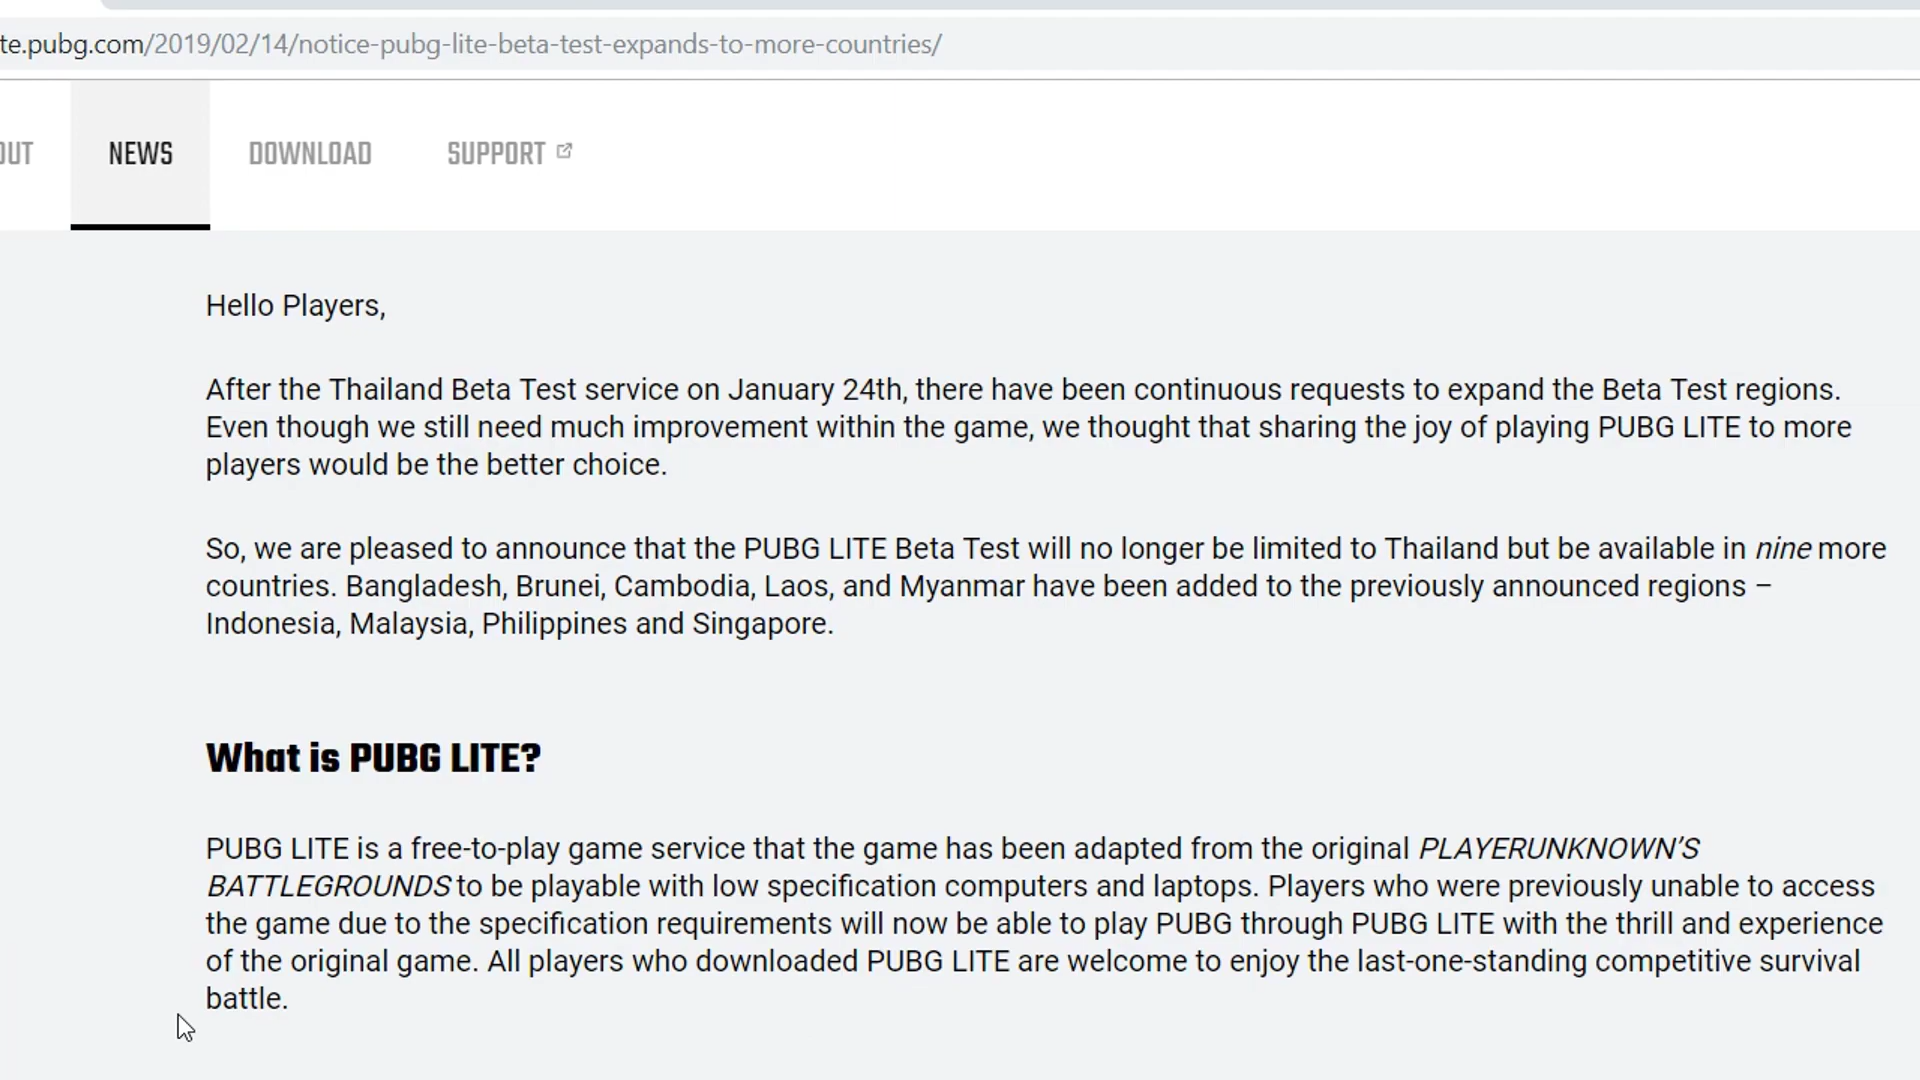 te.pubg.com/2019/02/14/notice-pubg-lite-beta-test-expands-to-more-countries/
OUT NEWS DOWNLOAD SUPPORT
Hello Players,
After the Thailand Beta Test service on January 24th, there have been continuous requests to expand the Beta Test regions.
Even though we still need much improvement within the game, we thought that sharing the joy of playing PUBG LITE to more
players would be the better choice.
So, we are pleased to announce that the PUBG LITE Beta Test will no longer be limited to Thailand but be available in nine more
countries. Bangladesh, Brunei, Cambodia, Laos, and Myanmar have been added to the previously announced regions –
Indonesia, Malaysia, Philippines and Singapore.
What is PUBG LITE?
PUBG LITE is a free-to-play game service that the game has been adapted from the original PLAYERUNKNOWN’S
BATTLEGROUNDS to be playable with low specification computers and laptops. Players who were previously unable to access
the game due to the specification requirements will now be able to play PUBG through PUBG LITE with the thrill and experience
of the original game. All players who downloaded PUBG LITE are welcome to enjoy the last-one-standing competitive survival
battle.